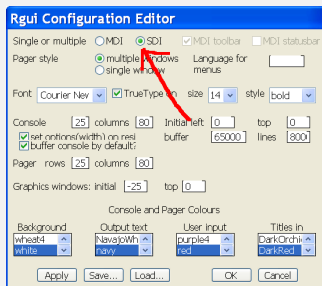 Rgui Configuration Editor
Single or multiple MDI SDI MDI toolbar MDI statusbar
Pager style multiple windows Language for
single window menus
Font Courier New TrueType only size 14 style bold
Console 25 columns 80 Initial left 0 top 0
set options(width) on resi buffer 65000 lines 800
buffer console by default?
Pager rows 25 columns 80
Graphics windows: initial -25 top 0
Console and Pager Colours
Background Output text User input Titles in
wheat4 NavajoWh purple4 DarkOrchi
white navy red DarkRed
Apply Save... Load... OK Cancel